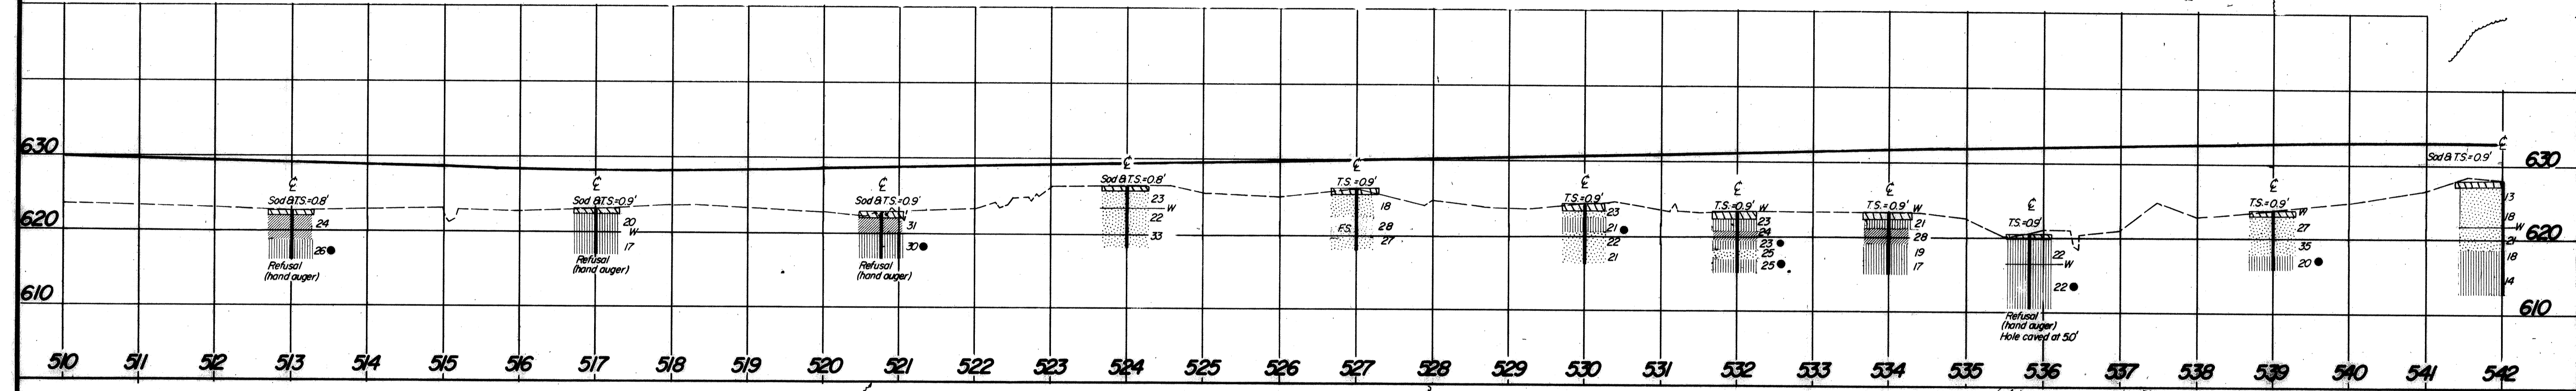 630
620
610
℄
Sod & T.S.=0.8'
24
26
Refusal
(hand auger)
℄
Sod & T.S.=0.9'
20
W
17
Refusal
(hand auger)
℄
Sod & T.S.=0.9'
31
30
Refusal
(hand auger)
℄
Sod & T.S.=0.8'
23
W
22
33
℄
T.S.=0.9'
18
F.S.
28
27
℄
T.S.=0.9'
23
21
22
21
℄
T.S.=0.9' W
23
24
23
25
25
℄
T.S.=0.9' W
21
28
19
17
℄
T.S.=0.9'
22
W
22
Refusal
(hand auger)
Hole caved at 5.0'
℄
T.S.=0.9'
W
27
35
20
℄
Sod & T.S.=0.9'
13
18
W
21
18
14
630
620
610
510 511 512 513 514 515 516 517 518 519 520 521 522 523 524 525 526 527 528 529 530 531 532 533 534 535 536 537 538 539 540 541 542